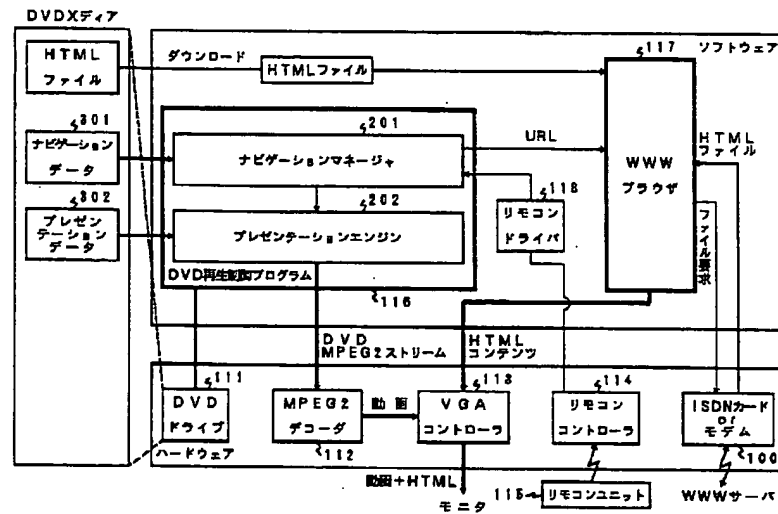 DVDメディア
HTML
ファイル
301
ナビゲーション
データ
302
プレゼン
テーション
データ
ダウンロード
HTMLファイル
201
ナビゲーションマネージャ
202
プレゼンテーションエンジン
DVD再生制御プログラム
116
URL
118
リモコン
ドライバ
117
ソフトウェア
WWW
ブラウザ
HTML
ファイル
ファイル要求
DVD
MPEG2ストリーム
HTML
コンテンツ
111
DVD
ドライブ
ハードウェア
MPEG2
デコーダ
112
動画
113
VGA
コントローラ
動画+HTML
モニタ
114
リモコン
コントローラ
115
リモコンユニット
ISDNカード
or
モデム
100
WWWサーバ